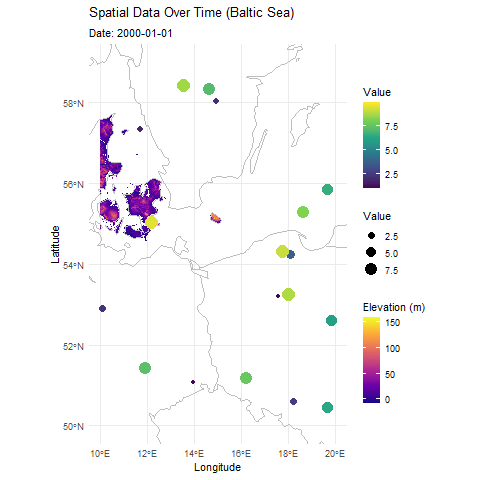 Spatial Data Over Time (Baltic Sea)
Date: 2000-01-01
58°N
56°N
54°N
52°N
50°N
Latitude
10°E 12°E 14°E 16°E 18°E 20°E
Longitude
Value
7.5
5.0
2.5
Value
2.5
5.0
7.5
Elevation (m)
150
100
50
0